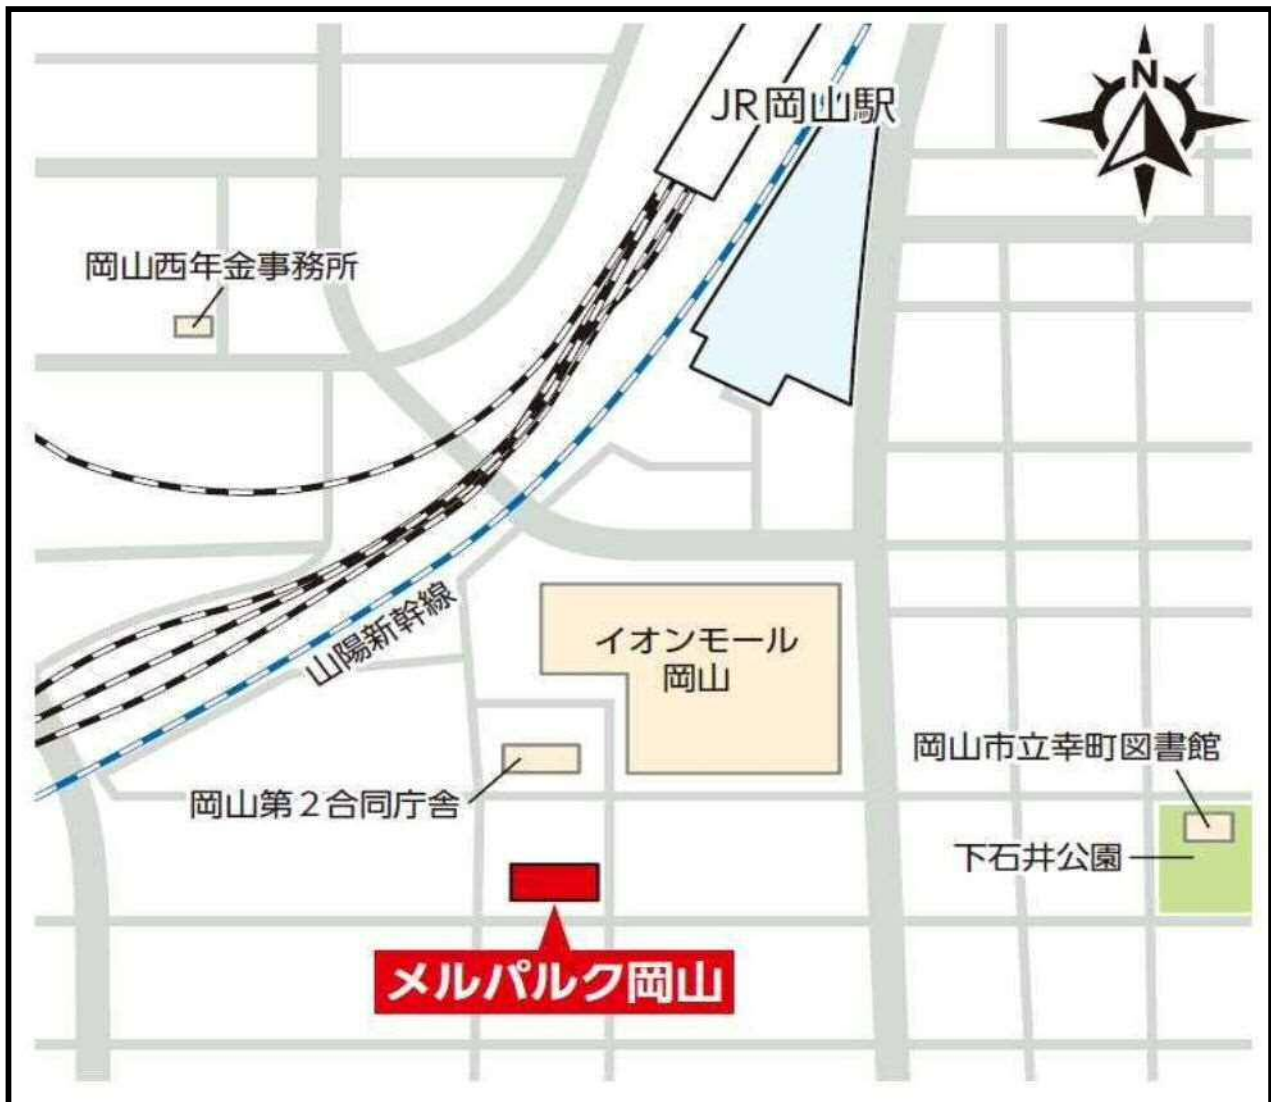 N
JR岡山駅
岡山西年金事務所
山陽新幹線
イオンモール
岡山
岡山市立幸町図書館
岡山第２合同庁舎
下石井公園
メルパルク岡山